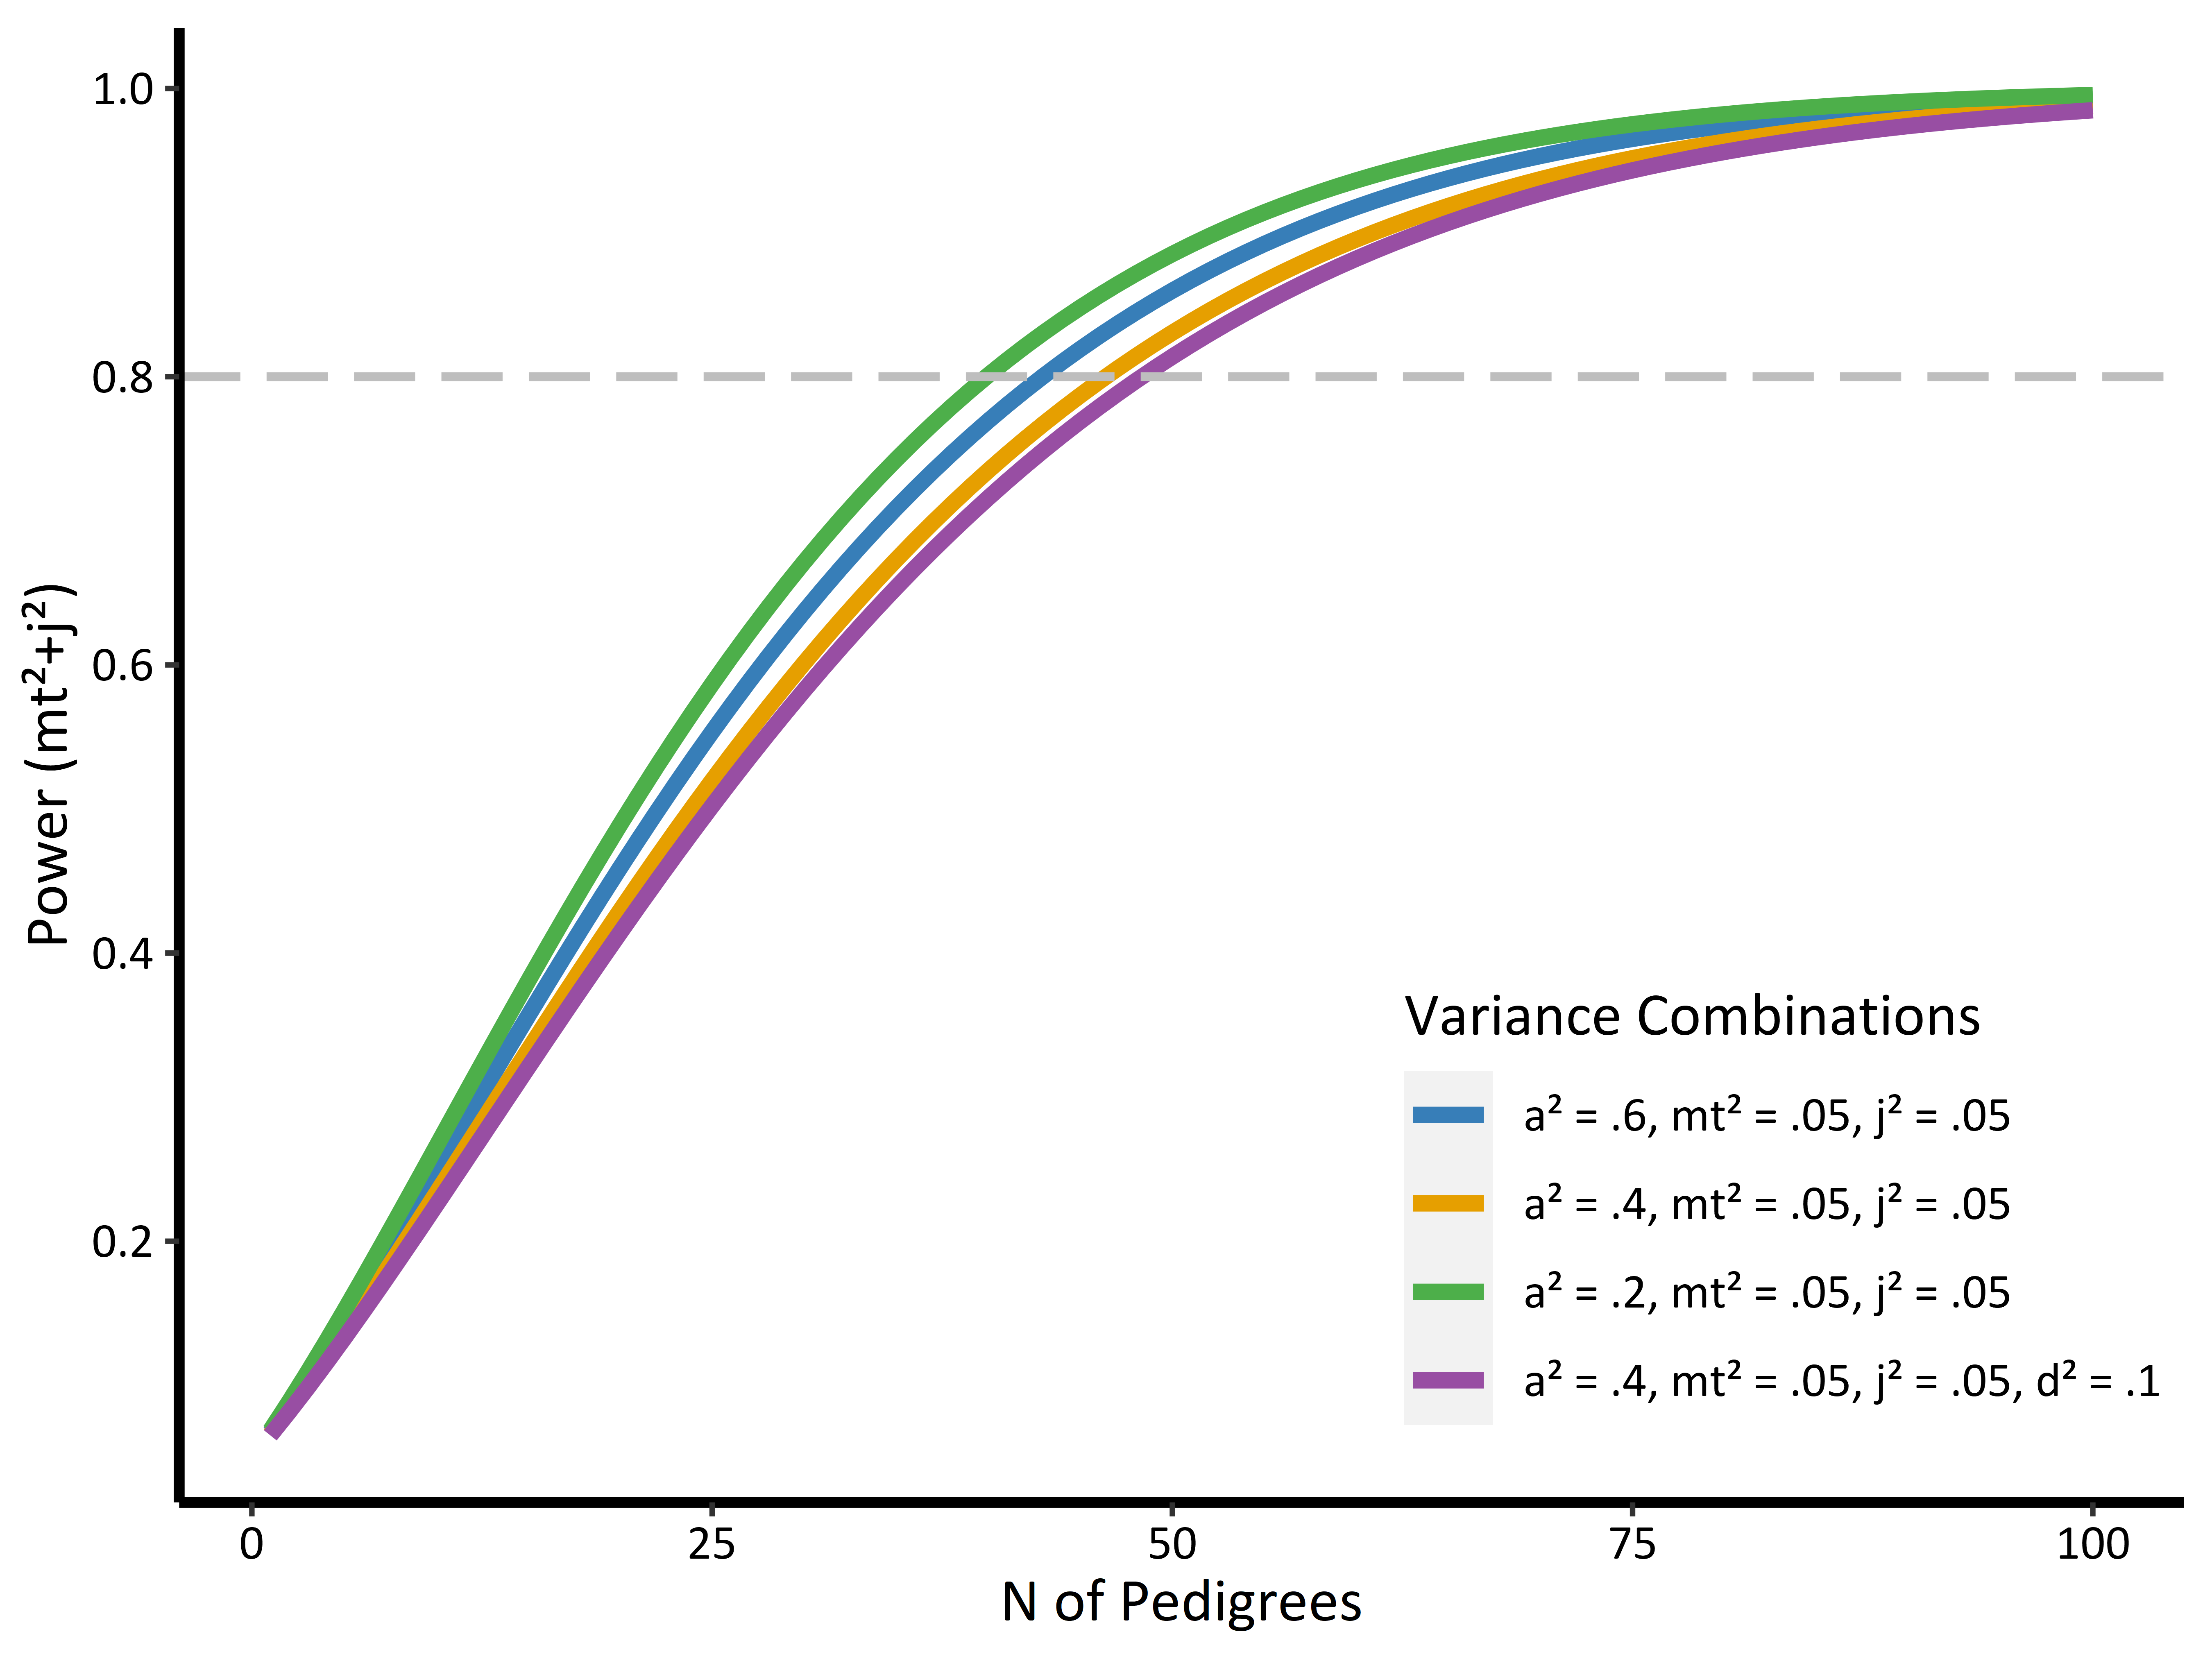 1.0
0.8
0.6
0.4
0.2
Power (mt²+j²)
0
25
50
75
100
N of Pedigrees
Variance Combinations
a² = .6, mt² = .05, j² = .05
a² = .4, mt² = .05, j² = .05
a² = .2, mt² = .05, j² = .05
a² = .4, mt² = .05, j² = .05, d² = .1